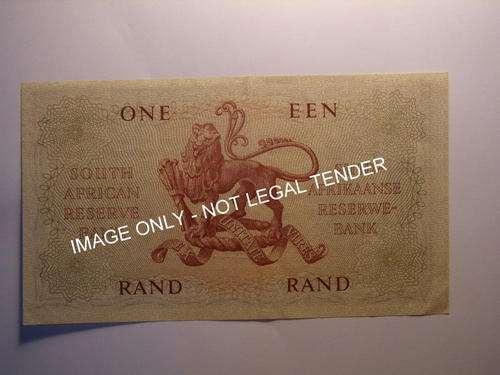 ONE EEN
SOUTH
AFRICAN
RESERVE
AFRIKAANSE
RESERWE-
BANK
IMAGE ONLY - NOT LEGAL TENDER
RAND RAND